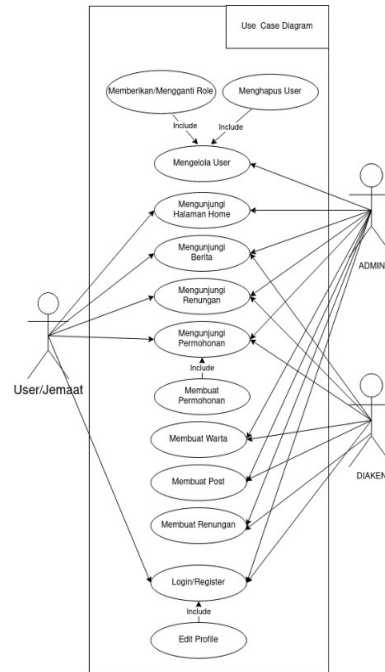 Use Case Diagram
Memberikan/Mengganti Role
Menghapus User
Include
Include
Mengelola User
Mengunjungi
Halaman Home
Mengunjungi
Berita
ADMIN
Mengunjungi
Renungan
Mengunjungi
Permohonan
Include
User/Jemaat
Membuat
Permohonan
Membuat Warta
DIAKEN
Membuat Post
Membuat Renungan
Login/Register
Include
Edit Profile